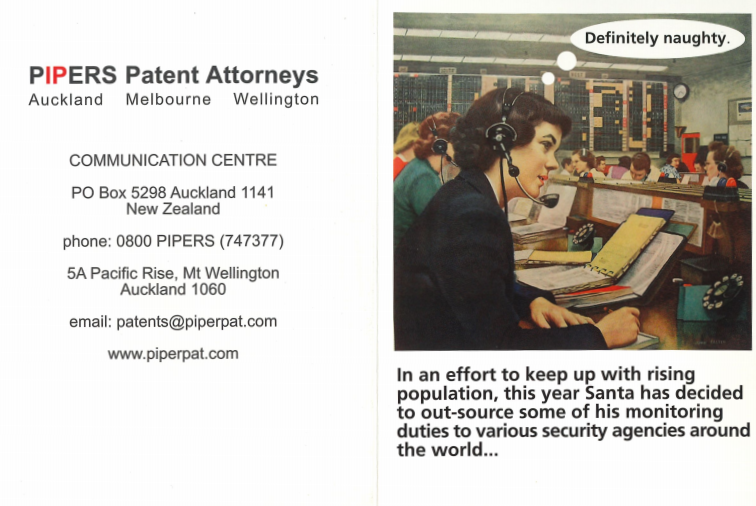 PIPERS Patent Attorneys
Auckland Melbourne Wellington
COMMUNICATION CENTRE
PO Box 5298 Auckland 1141
New Zealand
phone: 0800 PIPERS (747377)
5A Pacific Rise, Mt Wellington
Auckland 1060
email: patents@piperpat.com
www.piperpat.com
Definitely naughty.
In an effort to keep up with rising
population, this year Santa has decided
to out-source some of his monitoring
duties to various security agencies around
the world...